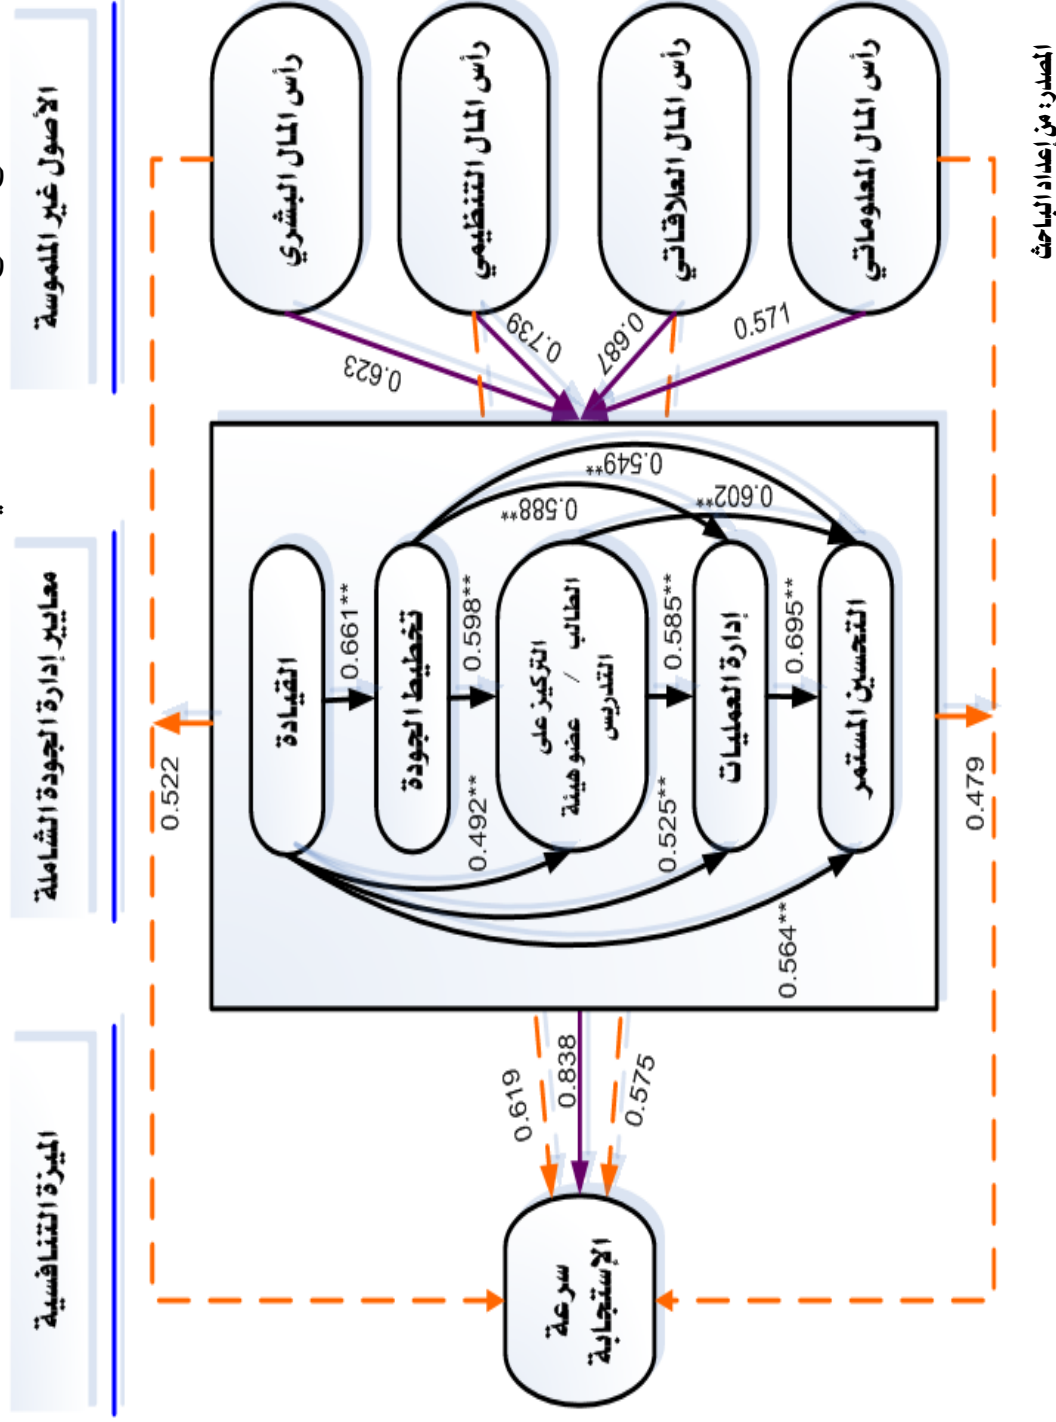 الأصول غير الملموسة
معايير إدارة الجودة الشاملة
الميزة التنافسية
رأس المال البشري
رأس المال التنظيمي
رأس المال العلاقاتي
رأس المال المعلوماتي
0.623
0.739
0.687
0.571
القيادة
تخطيط الجودة
التركيز على
الطالب / عضو هيئة
التدريس
إدارة العمليات
التحسين المستمر
0.661**
0.598**
0.585**
0.695**
0.549**
0.588**
0.602**
0.492**
0.525**
0.564**
0.522
0.479
0.619
0.838
0.575
سرعة
الإستجابة
المصدر: من إعداد الباحث